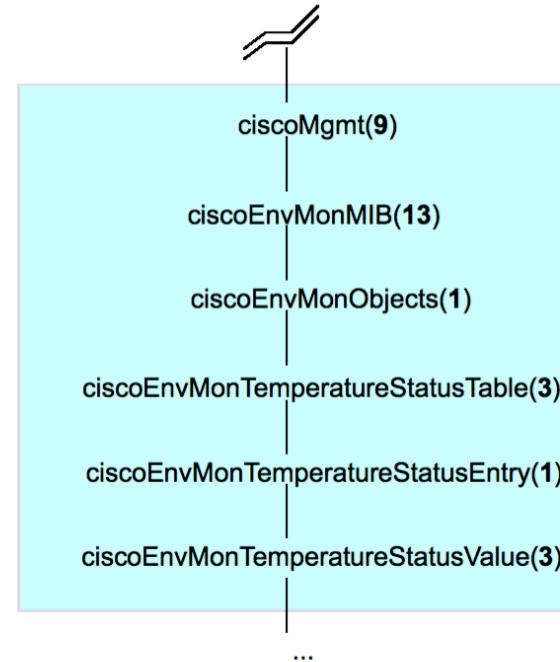 ciscoMgmt(9)
ciscoEnvMonMIB(13)
ciscoEnvMonObjects(1)
ciscoEnvMonTemperatureStatusTable(3)
ciscoEnvMonTemperatureStatusEntry(1)
ciscoEnvMonTemperatureStatusValue(3)
...